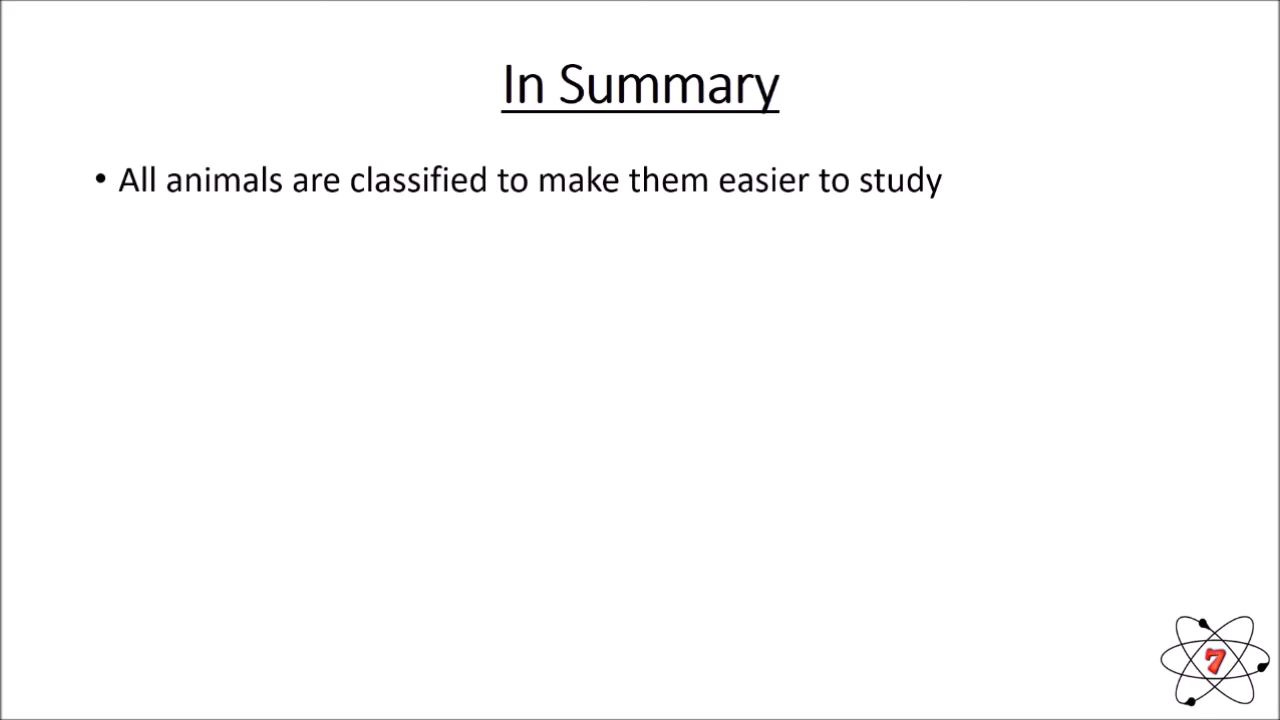 In Summary
• All animals are classified to make them easier to study
7